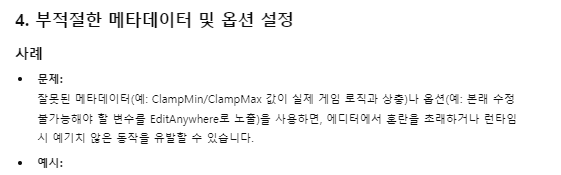 4. 부적절한 메타데이터 및 옵션 설정
사례
• 문제:
잘못된 메타데이터(예: ClampMin/ClampMax 값이 실제 게임 로직과 상충)나 옵션(예: 본래 수정
불가능해야 할 변수를 EditAnywhere로 노출)을 사용하면, 에디터에서 혼란을 초래하거나 런타임
시 예기치 않은 동작을 유발할 수 있습니다.
• 예시: